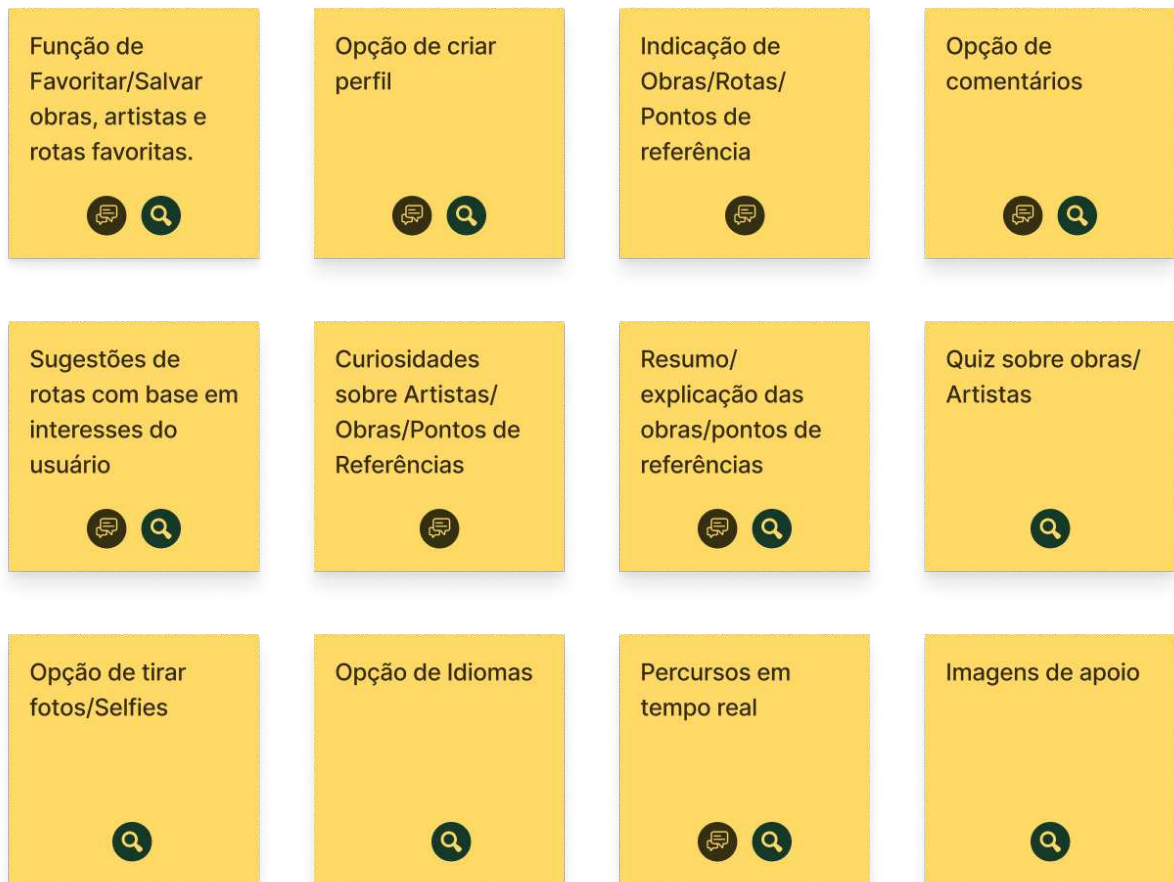 Função de
Favoritar/Salvar
obras, artistas e
rotas favoritas.
Opção de criar
perfil
Indicação de
Obras/Rotas/
Pontos de
referência
Opção de
comentários
Sugestões de
rotas com base em
interesses do
usuário
Curiosidades
sobre Artistas/
Obras/Pontos de
Referências
Resumo/
explicação das
obras/pontos de
referências
Quiz sobre obras/
Artistas
Opção de tirar
fotos/Selfies
Opção de Idiomas
Percursos em
tempo real
Imagens de apoio